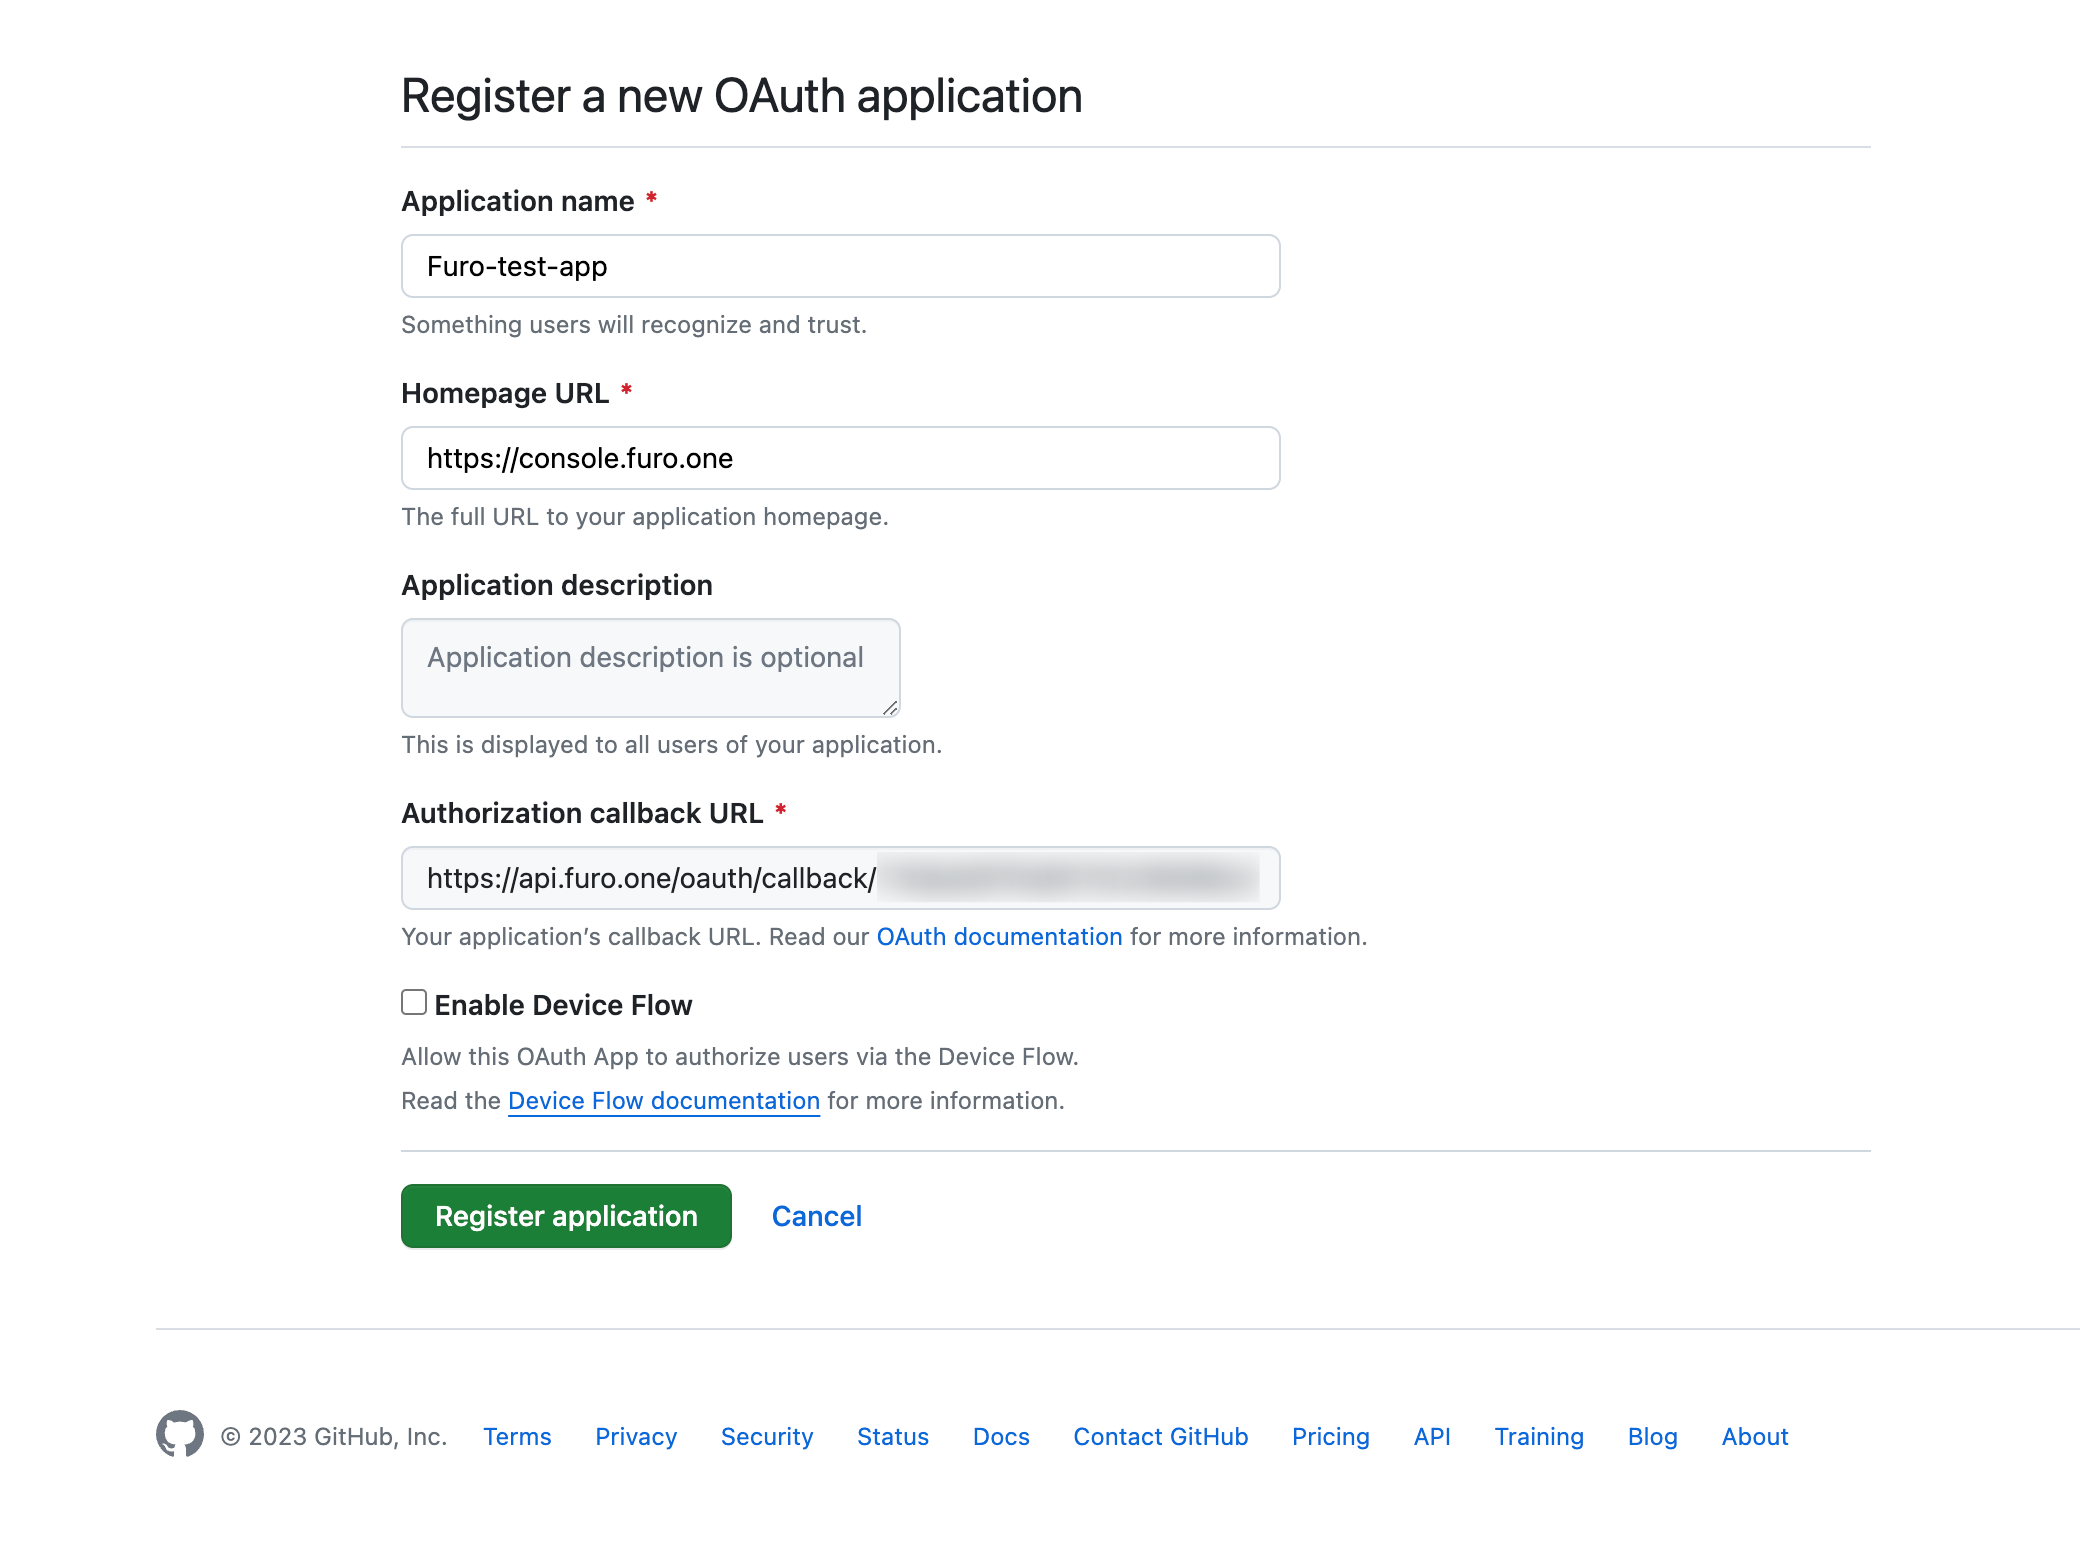 Register a new OAuth application
Application name *
Furo-test-app
Something users will recognize and trust.
Homepage URL *
https://console.furo.one
The full URL to your application homepage.
Application description
Application description is optional
This is displayed to all users of your application.
Authorization callback URL *
https://api.furo.one/oauth/callback/
Your application’s callback URL. Read our OAuth documentation for more information.
Enable Device Flow
Allow this OAuth App to authorize users via the Device Flow.
Read the Device Flow documentation for more information.
Register application Cancel
© 2023 GitHub, Inc. Terms Privacy Security Status Docs Contact GitHub Pricing API Training Blog About